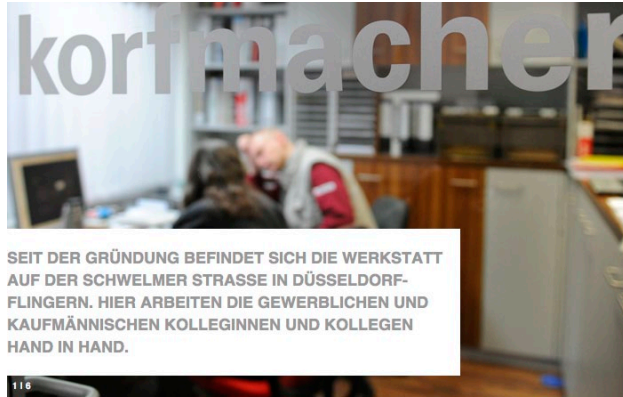 korfmacher
SEIT DER GRÜNDUNG BEFINDET SICH DIE WERKSTATT
AUF DER SCHWELMER STRASSE IN DÜSSELDORF-
FLINGERN. HIER ARBEITEN DIE GEWERBLICHEN UND
KAUFMÄNNISCHEN KOLLEGINNEN UND KOLLEGEN
HAND IN HAND.
1 | 6